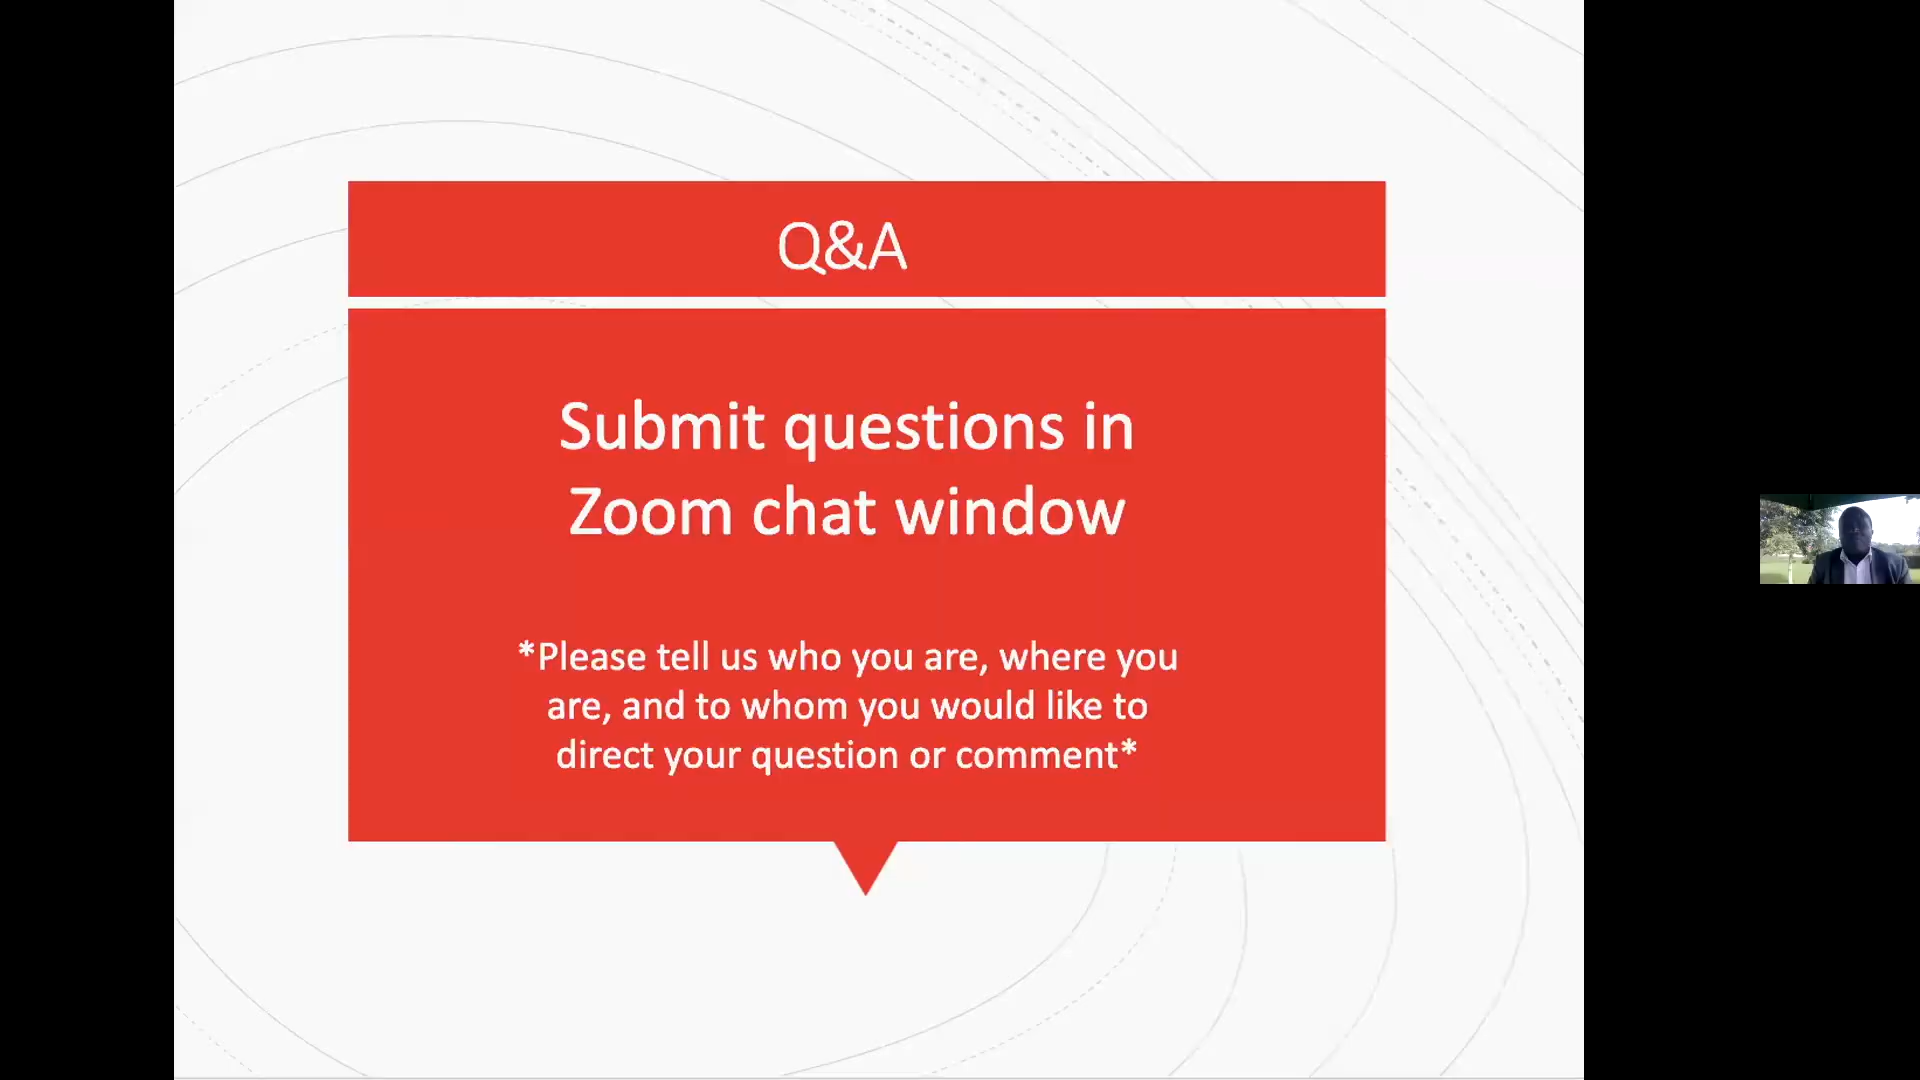 Q&A
Submit questions in
Zoom chat window
*Please tell us who you are, where you
are, and to whom you would like to
direct your question or comment*